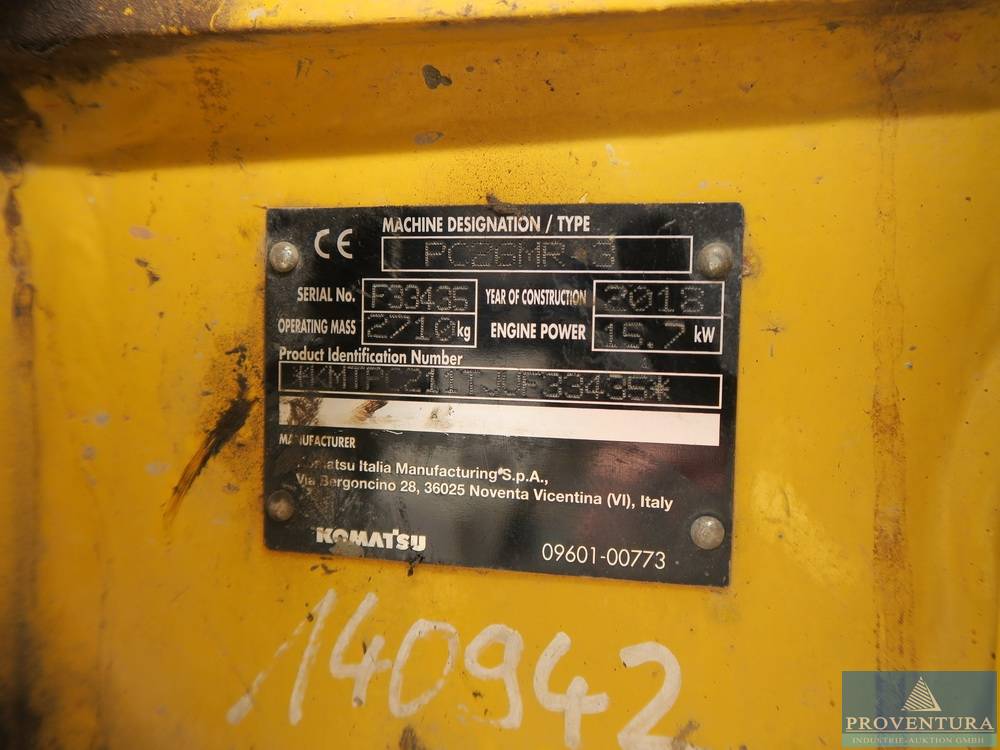 CE MACHINE DESIGNATION / TYPE
PC26MR-3
SERIAL No. F33435 YEAR OF CONSTRUCTION 2018
OPERATING MASS 2710 kg ENGINE POWER 15.7 kW
Product Identification Number
MANUFACTURER
Komatsu Italia Manufacturing S.p.A.,
Via Bergoncino 28, 36025 Noventa Vicentina (VI), Italy
KOMATSU 09601-00773
140942
PROVENTURA
INDUSTRIE-AUKTION GMBH